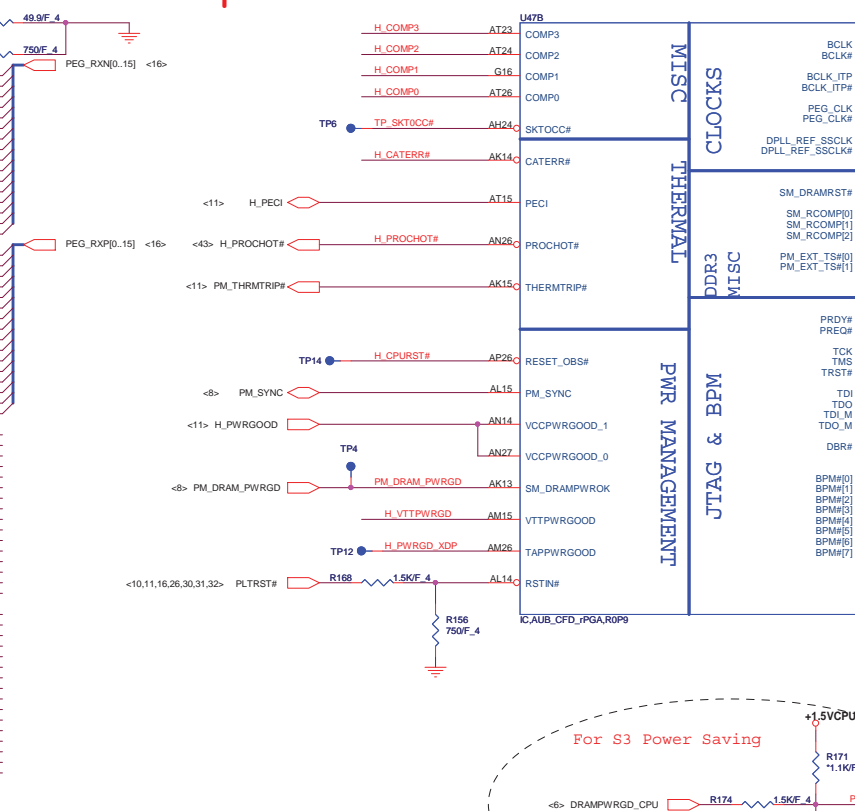 49.9/F_4
750/F_4
PEG_RXN[0..15] <16>
PEG_RXP[0..15] <16>
U47B
H_COMP3 AT23 COMP3
H_COMP2 AT24 COMP2
H_COMP1 G16 COMP1
H_COMP0 AT26 COMP0
TP6 TP_SKT0CC# AH24 SKTOCC#
H_CATERR# AK14 CATERR#
<11> H_PECI AT15 PECI
<43> H_PROCHOT# H_PROCHOT# AN26 PROCHOT#
<11> PM_THRMTRIP# AK15 THERMTRIP#
TP14 H_CPURST# AP26 RESET_OBS#
<8> PM_SYNC AL15 PM_SYNC
<11> H_PWRGOOD AN14 VCCPWRGOOD_1
AN27 VCCPWRGOOD_0
TP4
<8> PM_DRAM_PWRGD PM_DRAM_PWRGD AK13 SM_DRAMPWROK
H_VTTPWRGD AM15 VTTPWRGOOD
TP12 H_PWRGD_XDP AM26 TAPPWRGOOD
<10,11,16,26,30,31,32> PLTRST# R168 1.5K/F_4 AL14 RSTIN#
R156
750/F_4
IC,AUB_CFD_rPGA,R0P9
MISC
THERMAL
PWR MANAGEMENT
CLOCKS
DDR3
MISC
JTAG & BPM
BCLK
BCLK#
BCLK_ITP
BCLK_ITP#
PEG_CLK
PEG_CLK#
DPLL_REF_SSCLK
DPLL_REF_SSCLK#
SM_DRAMRST#
SM_RCOMP[0]
SM_RCOMP[1]
SM_RCOMP[2]
PM_EXT_TS#[0]
PM_EXT_TS#[1]
PRDY#
PREQ#
TCK
TMS
TRST#
TDI
TDO
TDI_M
TDO_M
DBR#
BPM#[0]
BPM#[1]
BPM#[2]
BPM#[3]
BPM#[4]
BPM#[5]
BPM#[6]
BPM#[7]
For S3 Power Saving
+1.5VCPU
R171
*1.1K/F
<6> DRAMPWRGD_CPU R174 1.5K/F_4